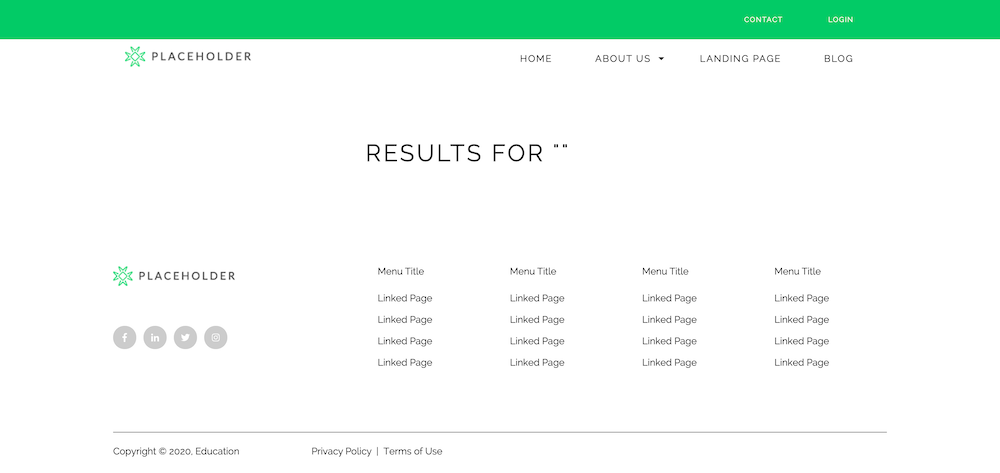 CONTACT LOGIN
PLACEHOLDER HOME ABOUT US LANDING PAGE BLOG
RESULTS FOR ""
PLACEHOLDER
Menu Title Menu Title Menu Title Menu Title
Linked Page Linked Page Linked Page Linked Page
Linked Page Linked Page Linked Page Linked Page
Linked Page Linked Page Linked Page Linked Page
Linked Page Linked Page Linked Page Linked Page
Copyright © 2020, Education Privacy Policy | Terms of Use